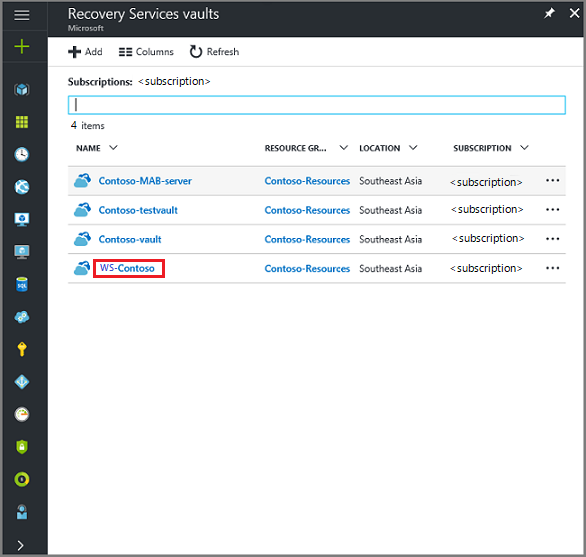 Recovery Services vaults
Microsoft
Add Columns Refresh
Subscriptions: <subscription>
4 items
NAME RESOURCE GR... LOCATION SUBSCRIPTION
Contoso-MAB-server Contoso-Resources Southeast Asia <subscription> ...
Contoso-testvault Contoso-Resources Southeast Asia <subscription> ...
Contoso-vault Contoso-Resources Southeast Asia <subscription> ...
WS-Contoso Contoso-Resources Southeast Asia <subscription> ...
SQL